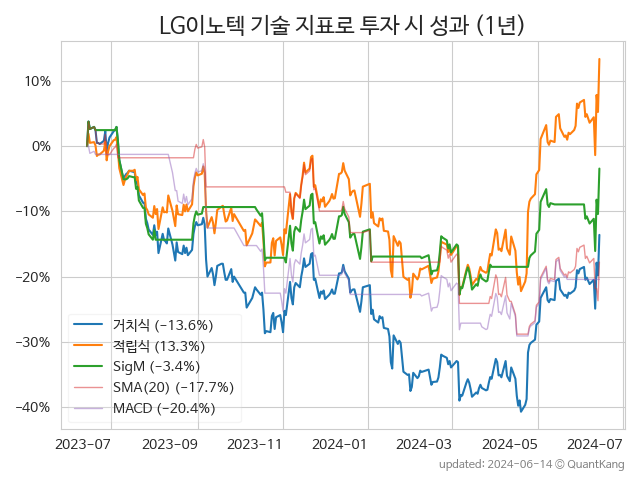 LG이노텍 기술 지표로 투자 시 성과 (1년)
10%
0%
−10%
−20%
−30%
−40%
거치식 (−13.6%)
적립식 (13.3%)
SigM (−3.4%)
SMA(20) (−17.7%)
MACD (−20.4%)
2023-07 2023-09 2023-11 2024-01 2024-03 2024-05 2024-07
updated: 2024-06-14 © QuantKang